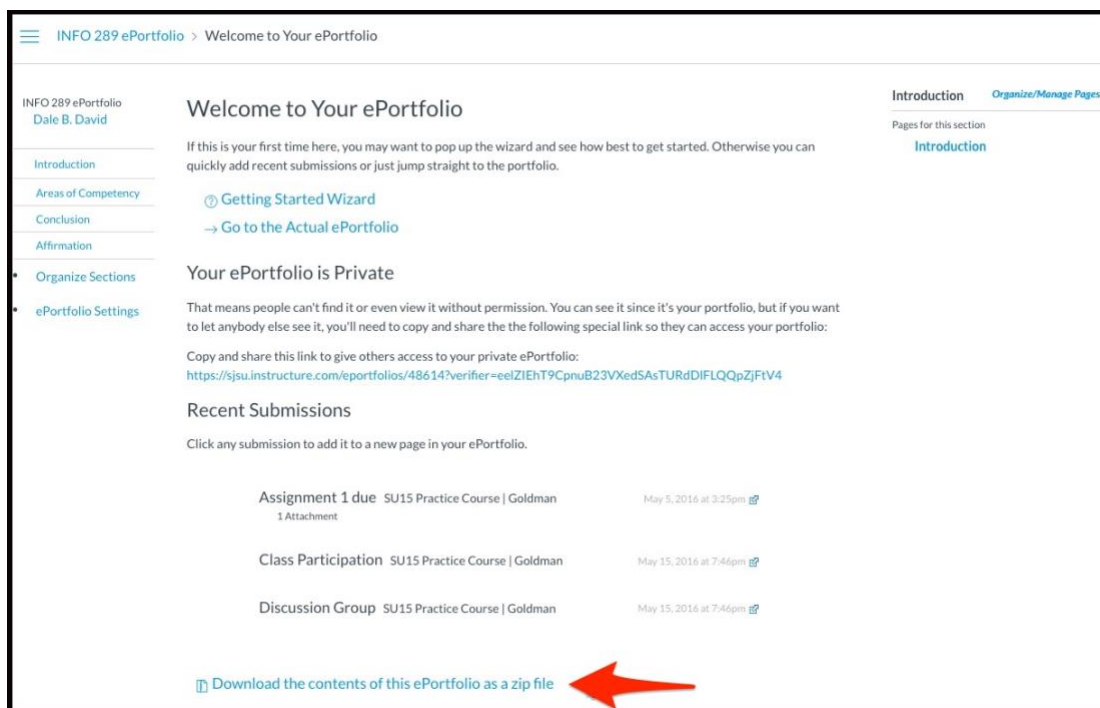 INFO 289 ePortfolio > Welcome to Your ePortfolio
INFO 289 ePortfolio
Dale B. David
Introduction
Areas of Competency
Conclusion
Affirmation
Organize Sections
ePortfolio Settings
Welcome to Your ePortfolio
If this is your first time here, you may want to pop up the wizard and see how best to get started. Otherwise you can
quickly add recent submissions or just jump straight to the portfolio.
Getting Started Wizard
→ Go to the Actual ePortfolio
Your ePortfolio is Private
That means people can't find it or even view it without permission. You can see it since it's your portfolio, but if you want
to let anybody else see it, you'll need to copy and share the the following special link so they can access your portfolio:
Copy and share this link to give others access to your private ePortfolio:
https://sjsu.instructure.com/eportfolios/48614?verifier=eelZIEhT9CpnuB23VXedSAsTURdDIFLQQpZjFtV4
Recent Submissions
Click any submission to add it to a new page in your ePortfolio.
Assignment 1 due SU15 Practice Course | Goldman May 5, 2016 at 3:25pm
1 Attachment
Class Participation SU15 Practice Course | Goldman May 15, 2016 at 7:46pm
Discussion Group SU15 Practice Course | Goldman May 15, 2016 at 7:46pm
Download the contents of this ePortfolio as a zip file
Introduction Organize/Manage Pages
Pages for this section
Introduction